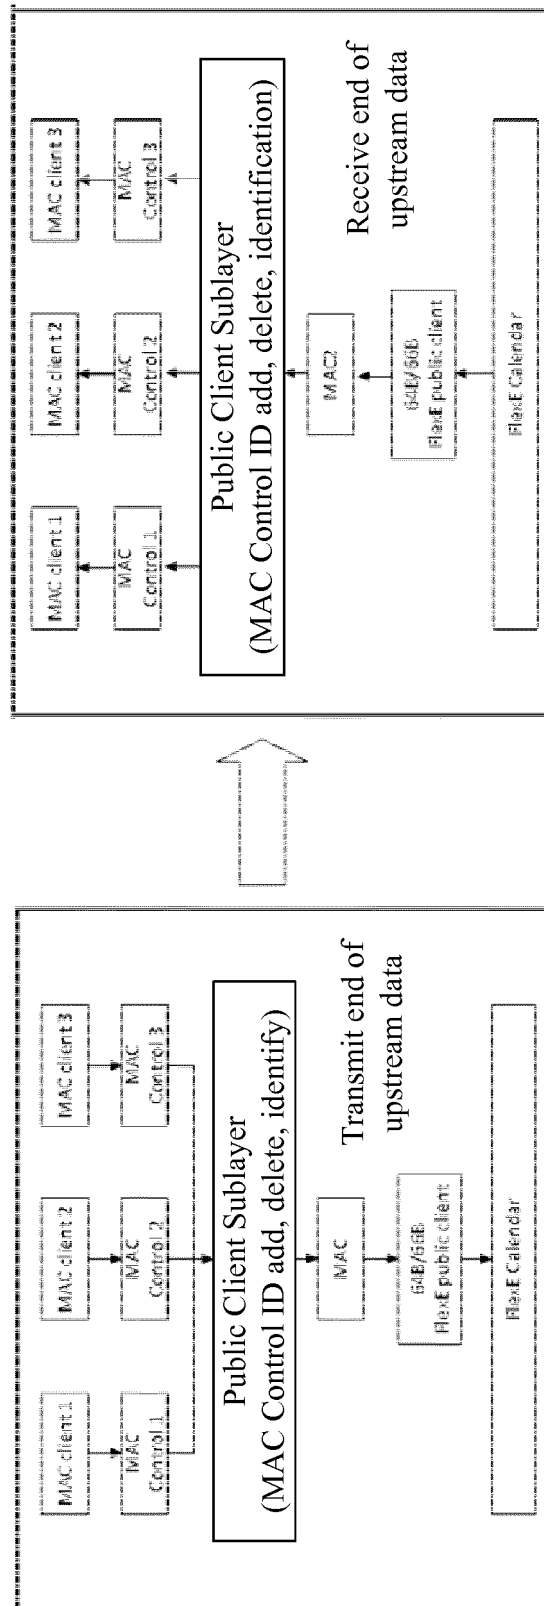 MAC client 1
MAC client 2
MAC client 3
MAC
Control 1
MAC
Control 2
MAC
Control 3
Public Client Sublayer
(MAC Control ID add, delete, identify)
MAC
64B/66B
FlexE public client
Transmit end of
upstream data
FlexE Calendar
MAC client 1
MAC client 2
MAC client 3
MAC
Control 1
MAC
Control 2
MAC
Control 3
Public Client Sublayer
(MAC Control ID add, delete, identification)
MAC2
64B/66B
FlexE public client
Receive end of
upstream data
FlexE Calendar